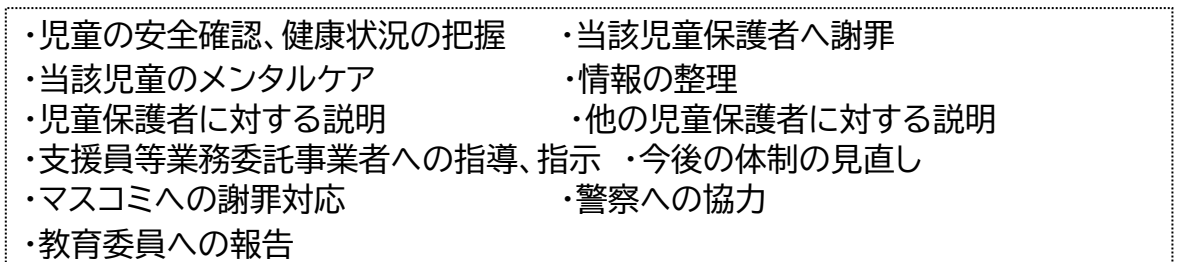 ・児童の安全確認、健康状況の把握　・当該児童保護者へ謝罪
・当該児童のメンタルケア　・情報の整理
・児童保護者に対する説明　・他の児童保護者に対する説明
・支援員等業務委託事業者への指導、指示　・今後の体制の見直し
・マスコミへの謝罪対応　・警察への協力
・教育委員への報告